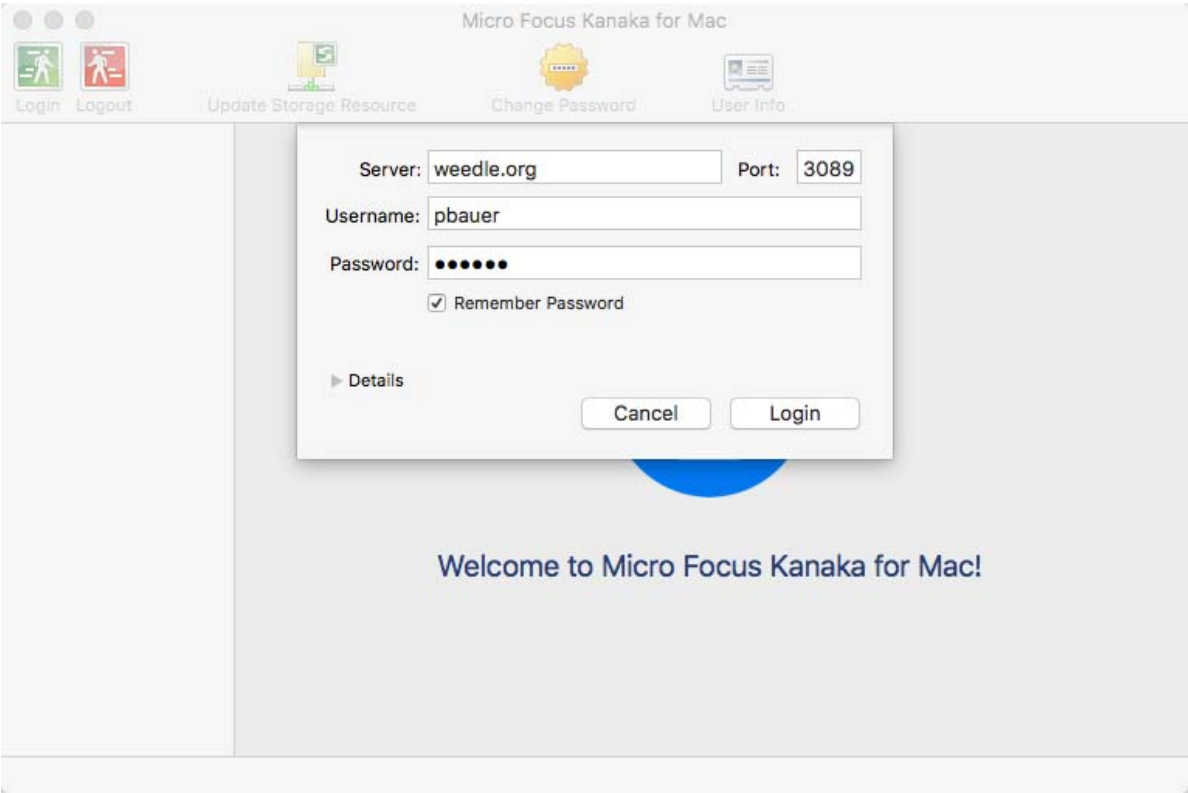 Micro Focus Kanaka for Mac
Login Logout Update Storage Resource Change Password User Info
Server: weedle.org Port: 3089
Username: pbauer
Password: ●●●●●●
Remember Password
Details
Cancel Login
Welcome to Micro Focus Kanaka for Mac!